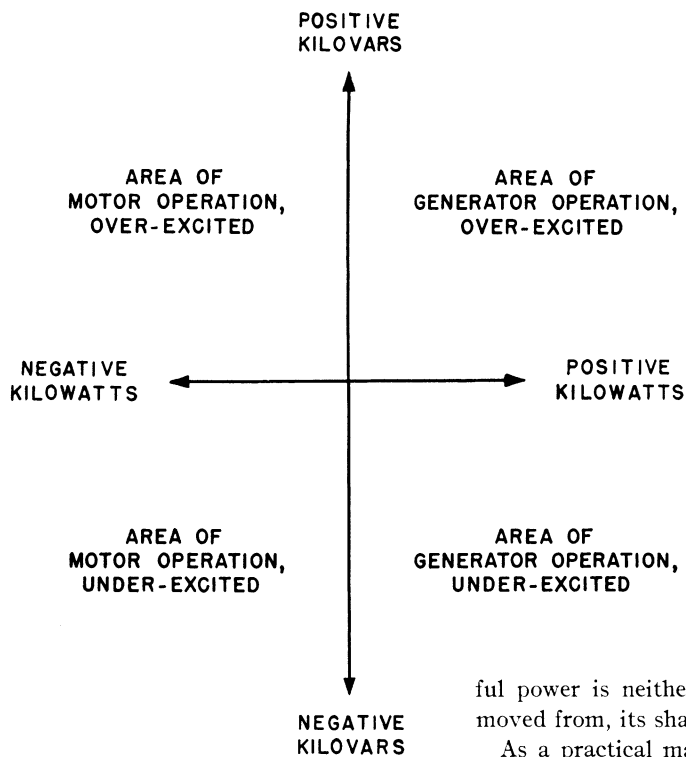 POSITIVE
KILOVARS
AREA OF
MOTOR OPERATION,
OVER-EXCITED
AREA OF
GENERATOR OPERATION,
OVER-EXCITED
NEGATIVE
KILOWATTS
POSITIVE
KILOWATTS
AREA OF
MOTOR OPERATION,
UNDER-EXCITED
AREA OF
GENERATOR OPERATION,
UNDER-EXCITED
NEGATIVE
KILOVARS
ful power is neithe
moved from, its sha
As a practical ma